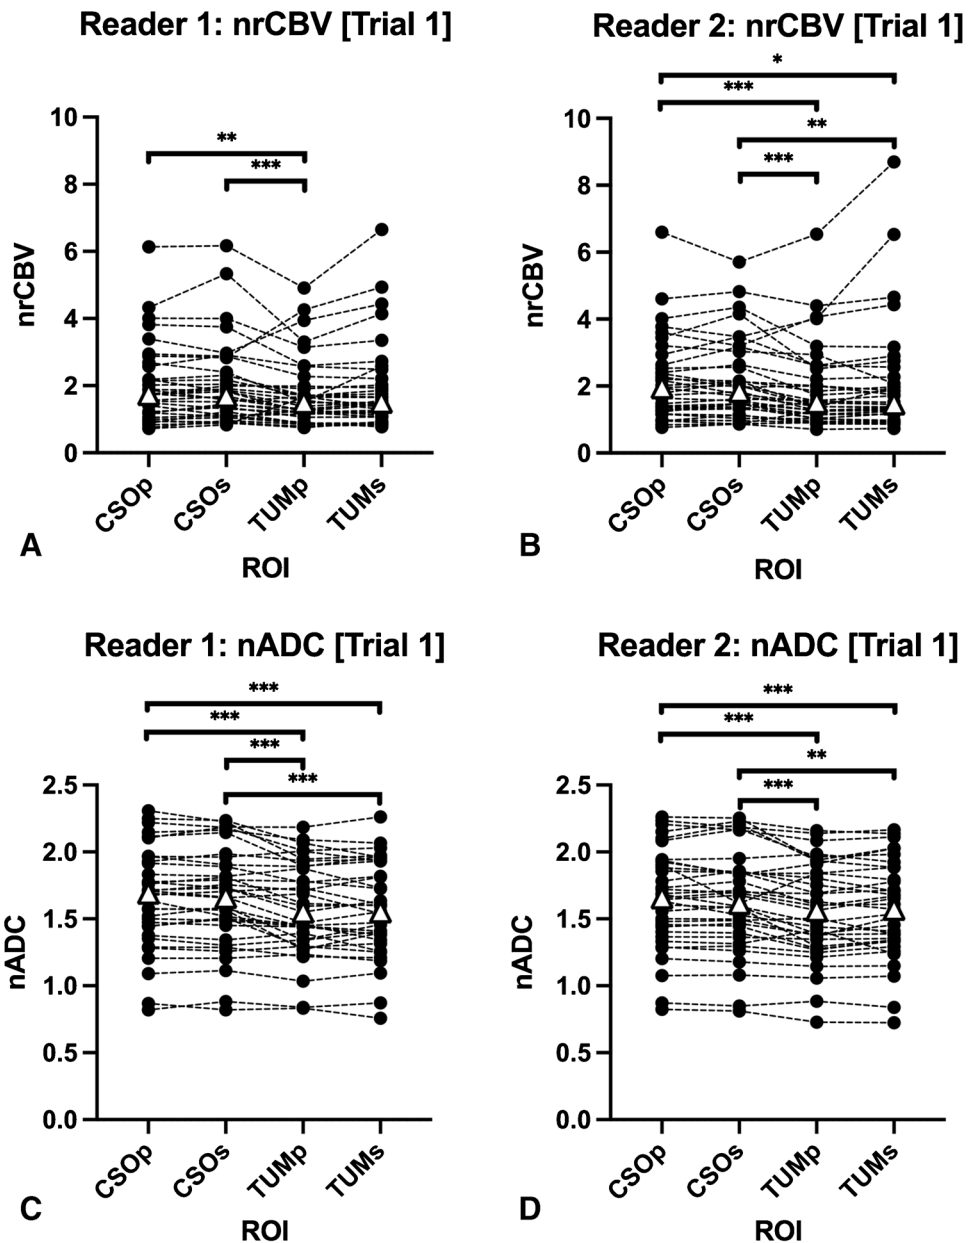 Reader 1: nrCBV [Trial 1]
**
***
10
8
6
4
2
0
nrCBV
CSOp
CSOs
TUMp
TUMs
A
ROI
Reader 2: nrCBV [Trial 1]
*
***
**
***
10
8
6
4
2
0
nrCBV
CSOp
CSOs
TUMp
TUMs
B
ROI
Reader 1: nADC [Trial 1]
***
***
***
***
2.5
2.0
1.5
1.0
0.5
0.0
nADC
CSOp
CSOs
TUMp
TUMs
C
ROI
Reader 2: nADC [Trial 1]
***
***
**
***
2.5
2.0
1.5
1.0
0.5
0.0
nADC
CSOp
CSOs
TUMp
TUMs
D
ROI